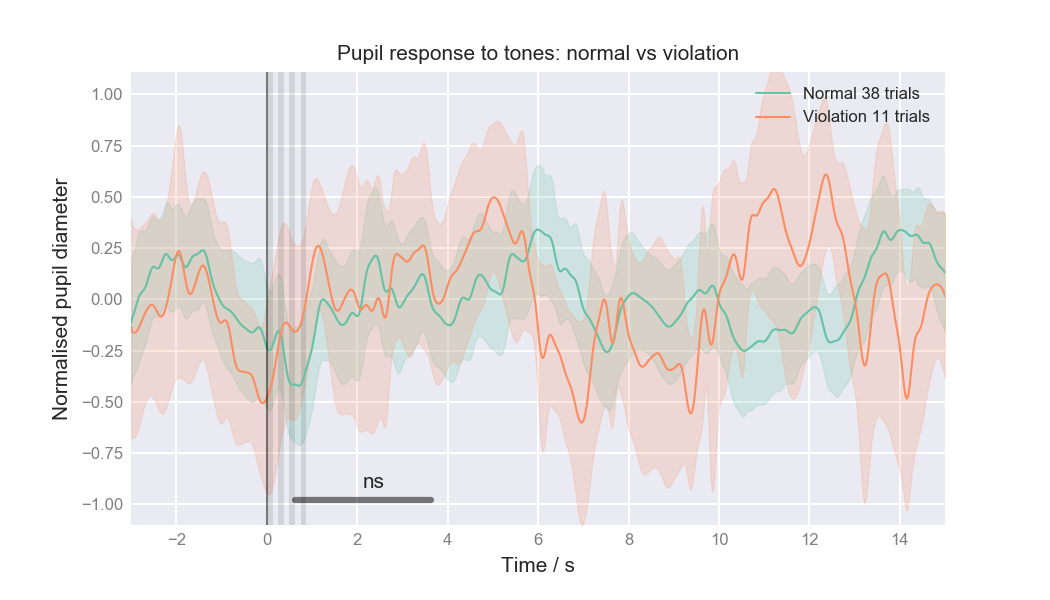 Pupil response to tones: normal vs violation
Normal 38 trials
Violation 11 trials
1.00
0.75
0.50
0.25
0.00
−0.25
−0.50
−0.75
−1.00
Normalised pupil diameter
ns
−2 0 2 4 6 8 10 12 14
Time / s